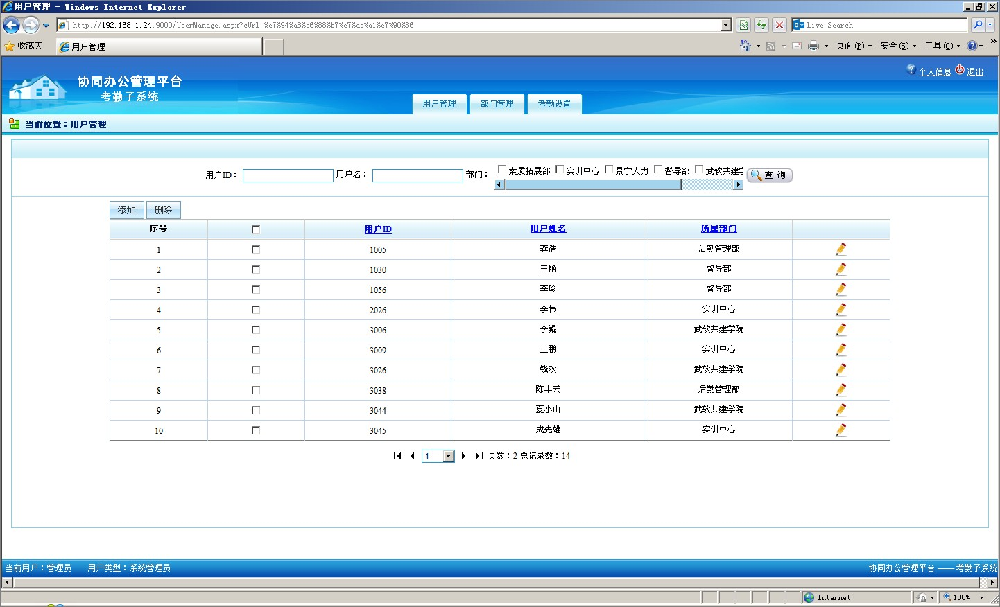 用户管理 - Windows Internet Explorer
http://192.168.1.24:9000/UserManage.aspx?cUrl=%e7%94%a8%e6%88%b7%e7%ae%a1%e7%90%86
Live Search
收藏夹 用户管理 页面(P) 安全(S) 工具(O) »
协同办公管理平台
考勤子系统
个人信息 退出
用户管理 部门管理 考勤设置
当前位置：用户管理
用户ID： 用户名： 部门： 素质拓展部 实训中心 景宁人力 督导部 武软共建学 查 询
添加 删除
序号 用户ID 用户姓名 所属部门
1 1005 龚浩 后勤管理部
2 1030 王艳 督导部
3 1056 李珍 督导部
4 2026 李伟 实训中心
5 3006 李鲲 武软共建学院
6 3009 王鹏 实训中心
7 3026 钱欢 武软共建学院
8 3038 陈丰云 后勤管理部
9 3044 夏小山 武软共建学院
10 3045 成先雄 实训中心
1 页数：2 总记录数：14
当前用户：管理员 用户类型：系统管理员 协同办公管理平台 —— 考勤子系统
Internet 100%